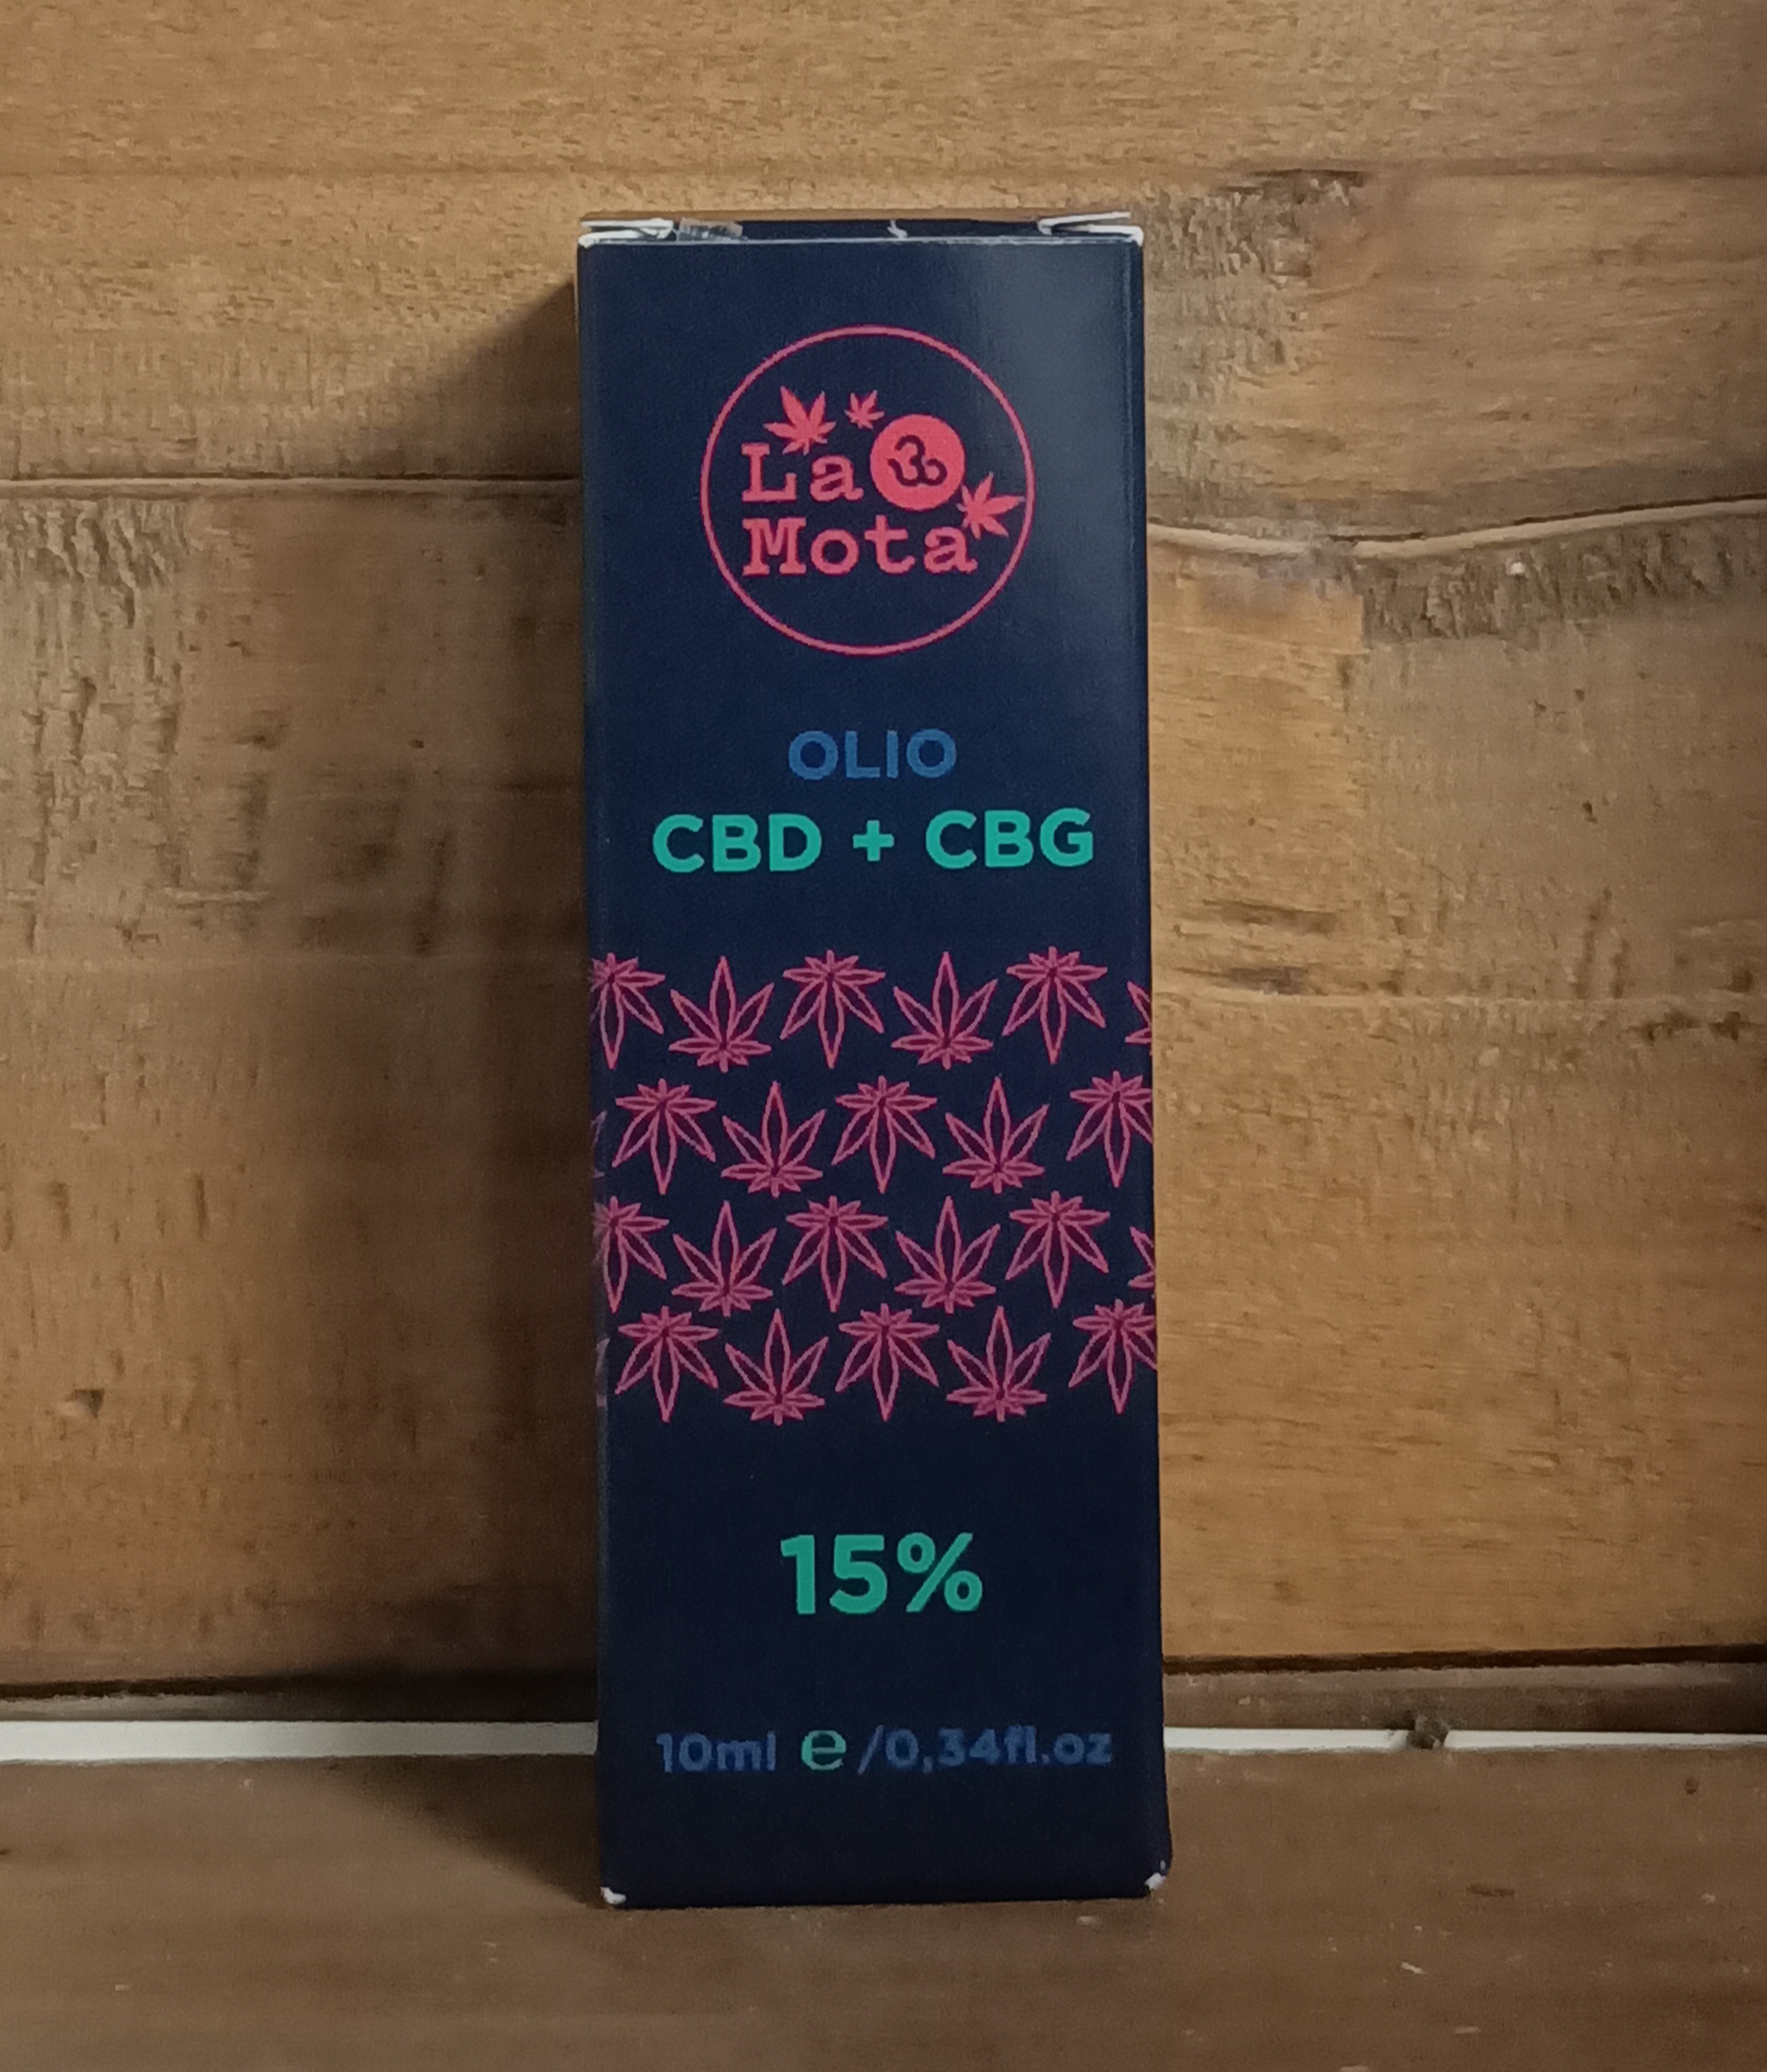 La
Mota
OLIO
CBD + CBG
15%
10ml e /0,34fl.oz